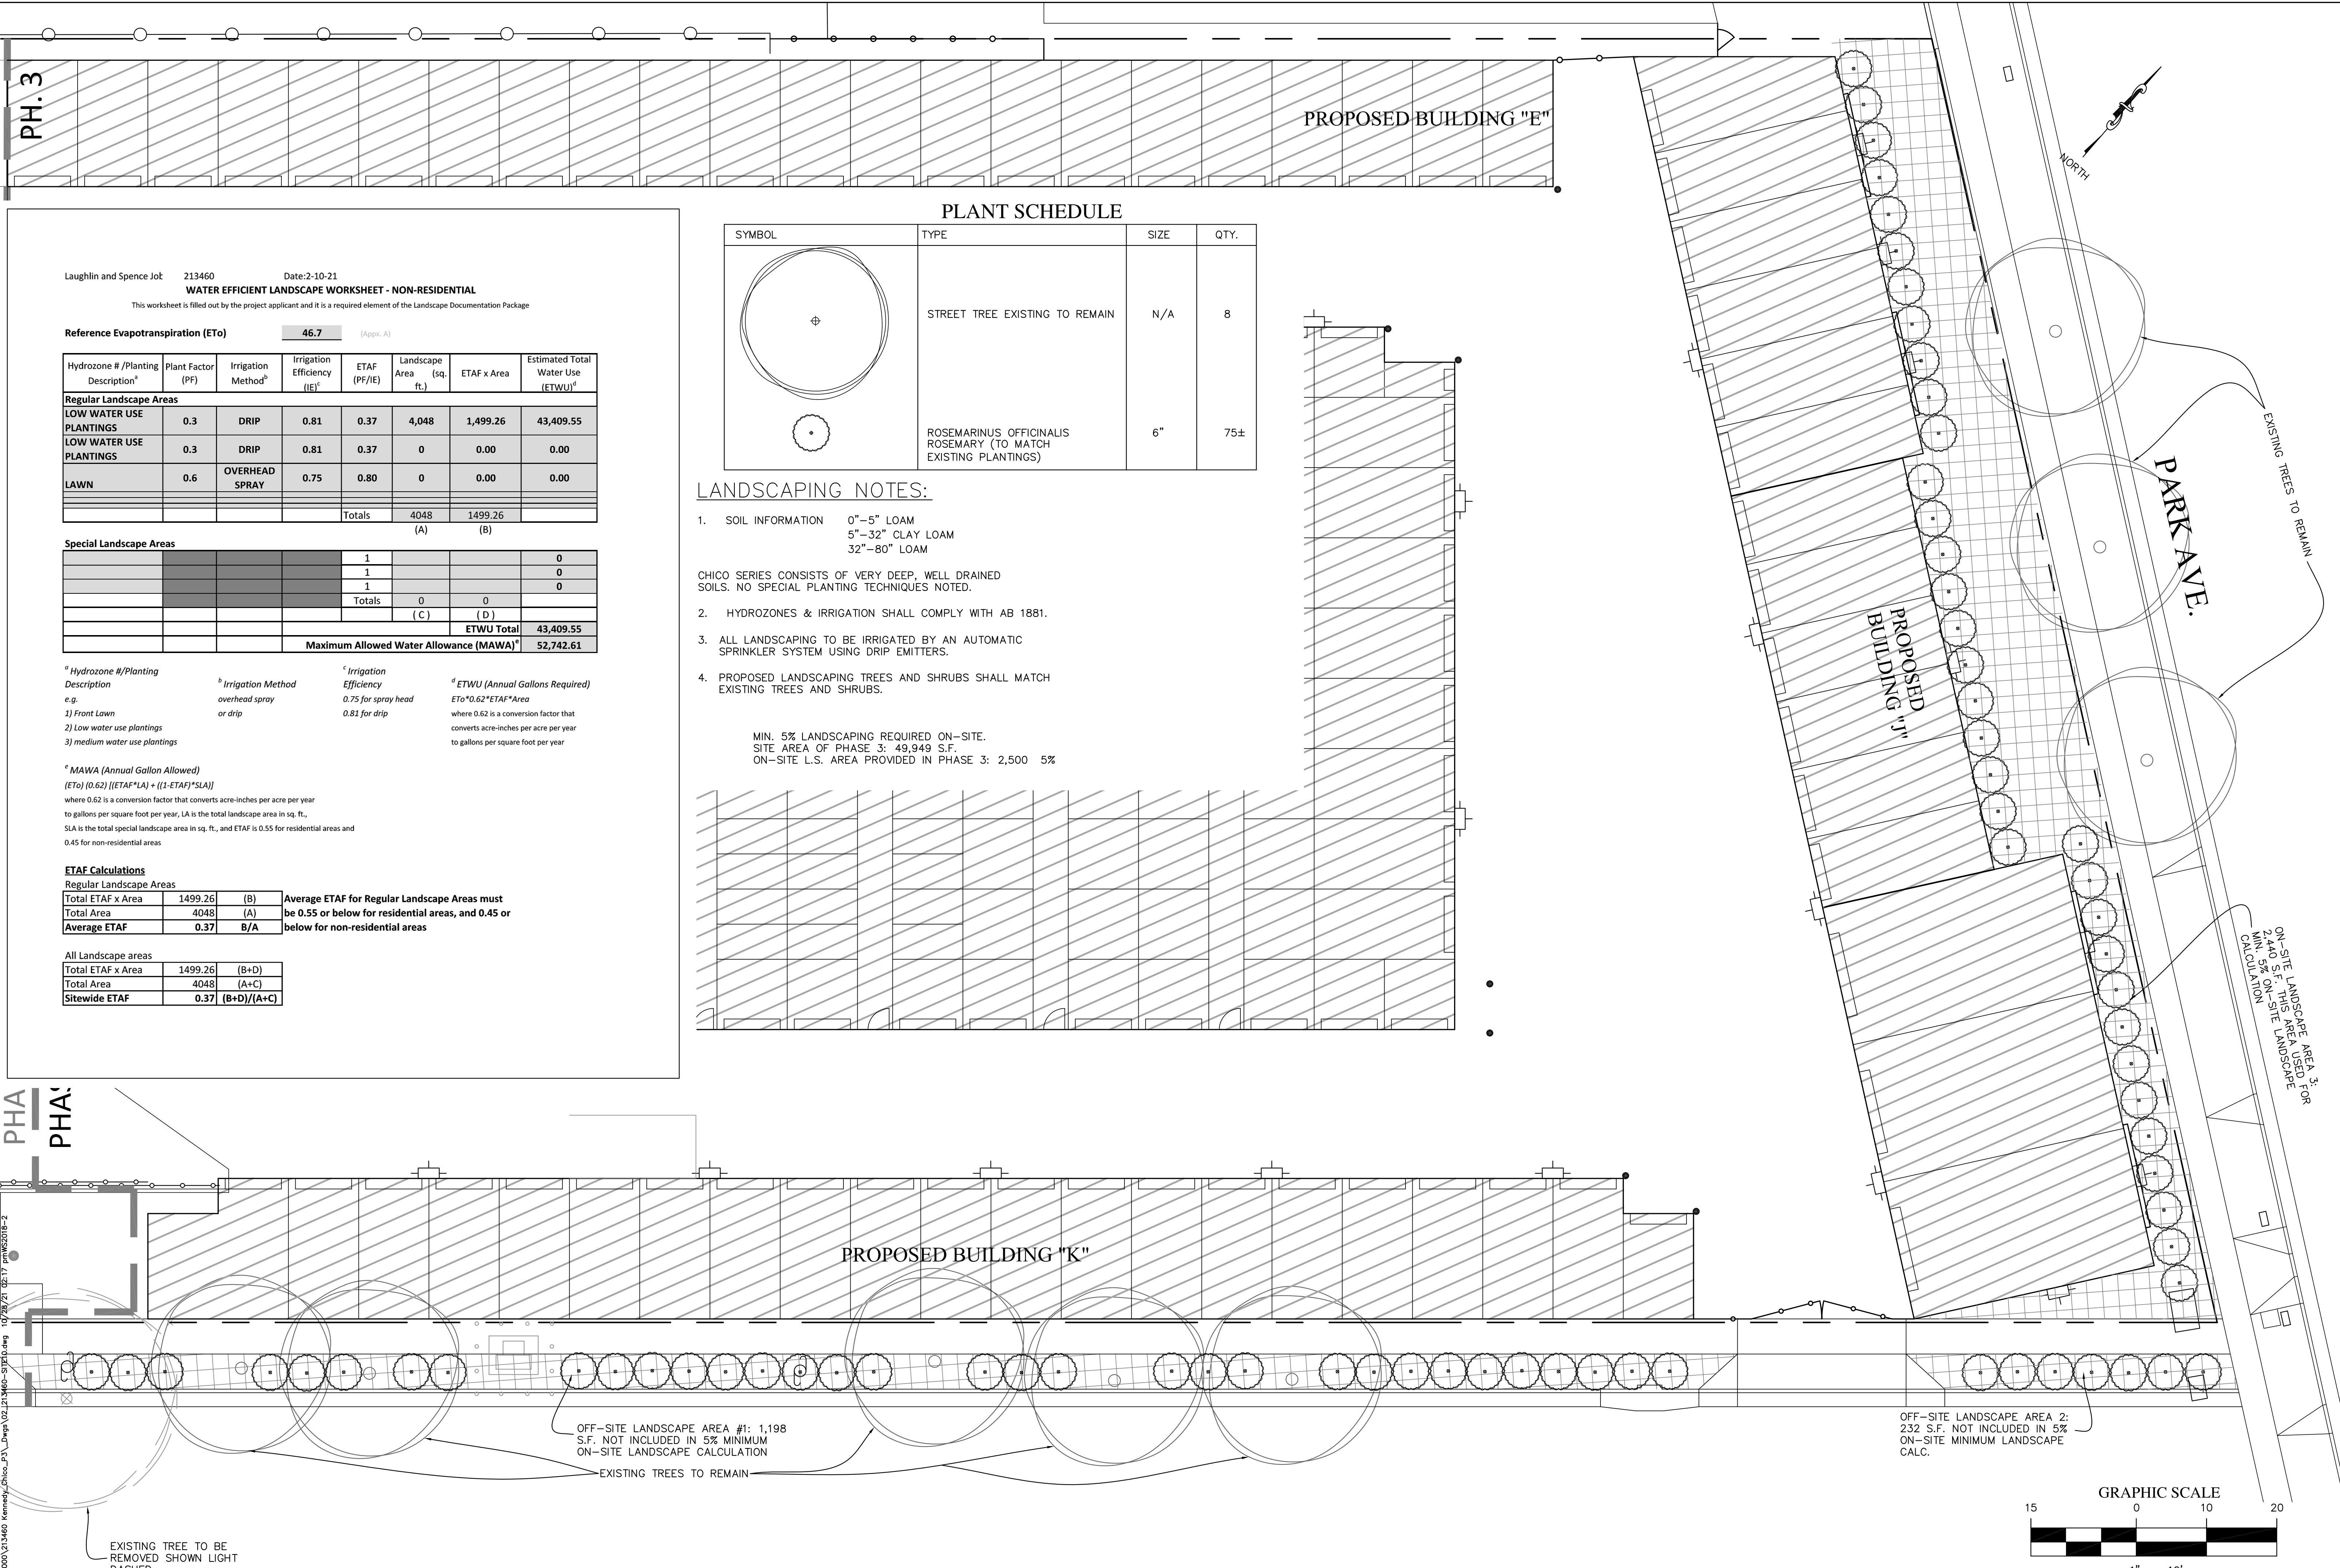 PH. 3
PROPOSED BUILDING "E"
NORTH
Laughlin and Spence Job 213460 Date:2-10-21
WATER EFFICIENT LANDSCAPE WORKSHEET - NON-RESIDENTIAL
This worksheet is filled out by the project applicant and it is a required element of the Landscape Documentation Package
Reference Evapotranspiration (ETo) 46.7 (Appx. A)
Hydrozone # /Planting Description^a Plant Factor (PF) Irrigation Method^b Irrigation Efficiency (IE)^c ETAF (PF/IE) Landscape Area (sq. ft.) ETAF x Area Estimated Total Water Use (ETWU)^d
Regular Landscape Areas
LOW WATER USE PLANTINGS 0.3 DRIP 0.81 0.37 4,048 1,499.26 43,409.55
LOW WATER USE PLANTINGS 0.3 DRIP 0.81 0.37 0 0.00 0.00
LAWN 0.6 OVERHEAD SPRAY 0.75 0.80 0 0.00 0.00
Totals 4048 1499.26
(A) (B)
Special Landscape Areas
1 0
1 0
1 0
Totals 0 0
( C ) ( D )
ETWU Total 43,409.55
Maximum Allowed Water Allowance (MAWA)^e 52,742.61
^a Hydrozone #/Planting
Description
e.g.
1) Front Lawn
2) Low water use plantings
3) medium water use plantings
^b Irrigation Method
overhead spray
or drip
^c Irrigation
Efficiency
0.75 for spray head
0.81 for drip
^d ETWU (Annual Gallons Required)
ETo*0.62*ETAF*Area
where 0.62 is a conversion factor that
converts acre-inches per acre per year
to gallons per square foot per year
^e MAWA (Annual Gallon Allowed)
(ETo) (0.62) [(ETAF*LA) + ((1-ETAF)*SLA)]
where 0.62 is a conversion factor that converts acre-inches per acre per year
to gallons per square foot per year, LA is the total landscape area in sq. ft.,
SLA is the total special landscape area in sq. ft., and ETAF is 0.55 for residential areas and
0.45 for non-residential areas
ETAF Calculations
Regular Landscape Areas
Total ETAF x Area 1499.26 (B)
Total Area 4048 (A)
Average ETAF 0.37 B/A
Average ETAF for Regular Landscape Areas must
be 0.55 or below for residential areas, and 0.45 or
below for non-residential areas
All Landscape areas
Total ETAF x Area 1499.26 (B+D)
Total Area 4048 (A+C)
Sitewide ETAF 0.37 (B+D)/(A+C)
PLANT SCHEDULE
SYMBOL TYPE SIZE QTY.
STREET TREE EXISTING TO REMAIN N/A 8
ROSEMARINUS OFFICINALIS 6" 75±
ROSEMARY (TO MATCH
EXISTING PLANTINGS)
LANDSCAPING NOTES:
1. SOIL INFORMATION 0"-5" LOAM
5"-32" CLAY LOAM
32"-80" LOAM
CHICO SERIES CONSISTS OF VERY DEEP, WELL DRAINED
SOILS. NO SPECIAL PLANTING TECHNIQUES NOTED.
2. HYDROZONES & IRRIGATION SHALL COMPLY WITH AB 1881.
3. ALL LANDSCAPING TO BE IRRIGATED BY AN AUTOMATIC
SPRINKLER SYSTEM USING DRIP EMITTERS.
4. PROPOSED LANDSCAPING TREES AND SHRUBS SHALL MATCH
EXISTING TREES AND SHRUBS.
MIN. 5% LANDSCAPING REQUIRED ON-SITE.
SITE AREA OF PHASE 3: 49,949 S.F.
ON-SITE L.S. AREA PROVIDED IN PHASE 3: 2,500 5%
PROPOSED
BUILDING "J"
PARK AVE.
EXISTING TREES TO REMAIN
ON-SITE LANDSCAPE AREA 3:
2,440 S.F. THIS AREA USED FOR
MIN. 5% ON-SITE LANDSCAPE
CALCULATION
PHA
PHAS
PROPOSED BUILDING "K"
OFF-SITE LANDSCAPE AREA #1: 1,198
S.F. NOT INCLUDED IN 5% MINIMUM
ON-SITE LANDSCAPE CALCULATION
EXISTING TREES TO REMAIN
OFF-SITE LANDSCAPE AREA 2:
232 S.F. NOT INCLUDED IN 5%
ON-SITE MINIMUM LANDSCAPE
CALC.
EXISTING TREE TO BE
REMOVED SHOWN LIGHT
GRAPHIC SCALE
15 0 10 20
000\213460 Kennedy_Chico_P3\_Dwgs\02_213460-SITE10.dwg 10/28/21 02:17 pm WS2018-2